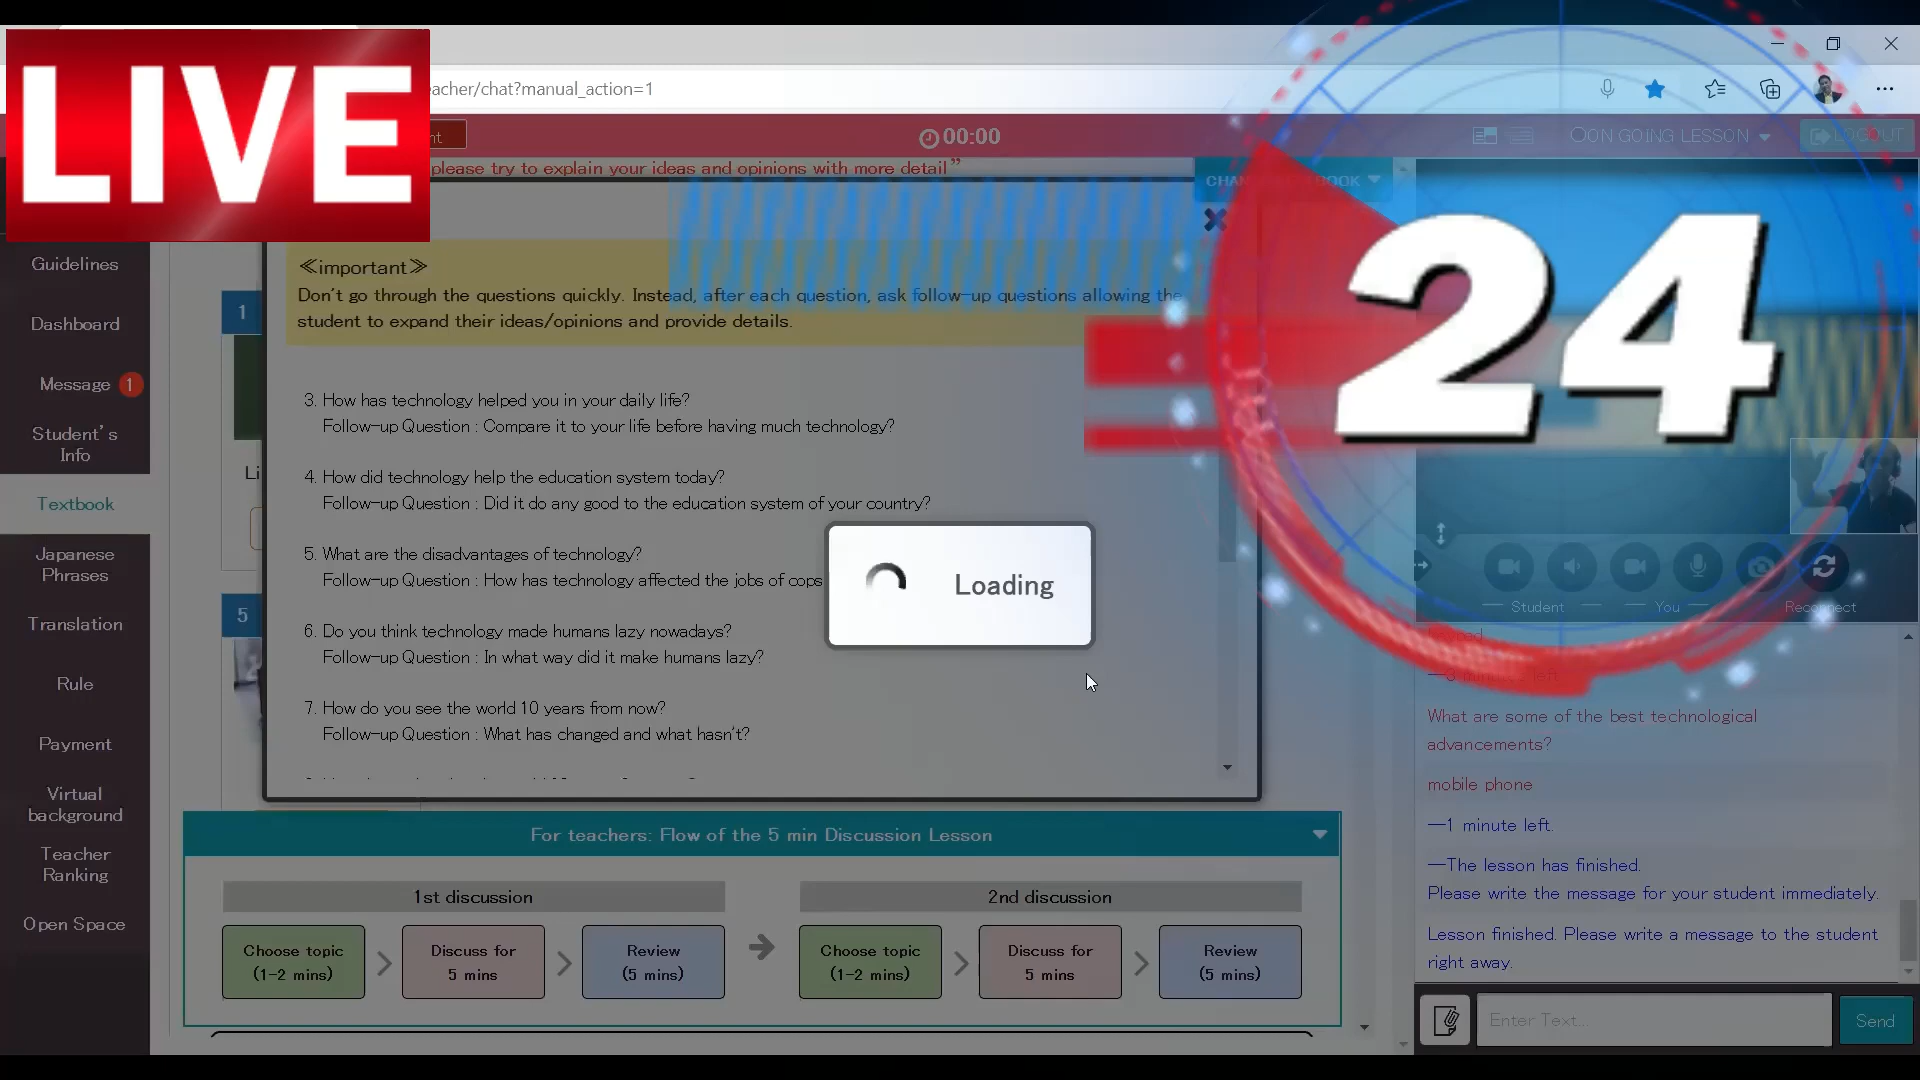 LIVE
24
eacher/chat?manual_action=1
nt
00:00
ON GOING LESSON
LOGOUT
please try to explain your ideas and opinions with more detail”
≪important≫
Don't go through the questions quickly. Instead, after each question, ask follow-up questions allowing the
student to expand their ideas/opinions and provide details.
3. How has technology helped you in your daily life?
Follow-up Question : Compare it to your life before having much technology?
4. How did technology help the education system today?
Follow-up Question : Did it do any good to the education system of your country?
5. What are the disadvantages of technology?
Follow-up Question : How has technology affected the jobs of cops
6. Do you think technology made humans lazy nowadays?
Follow-up Question : In what way did it make humans lazy?
7. How do you see the world 10 years from now?
Follow-up Question : What has changed and what hasn't?
Loading
Guidelines
Dashboard
Message 1
Student's
Info
Textbook
Japanese
Phrases
Translation
Rule
Payment
Virtual
background
Teacher
Ranking
Open Space
1
Li
5
For teachers: Flow of the 5 min Discussion Lesson
1st discussion
2nd discussion
Choose topic
(1-2 mins)
Discuss for
5 mins
Review
(5 mins)
Choose topic
(1-2 mins)
Discuss for
5 mins
Review
(5 mins)
Student
You
Reconnect
What are some of the best technological
advancements?
mobile phone
—1 minute left.
—The lesson has finished.
Please write the message for your student immediately.
Lesson finished. Please write a message to the student
right away.
Enter Text...
Send